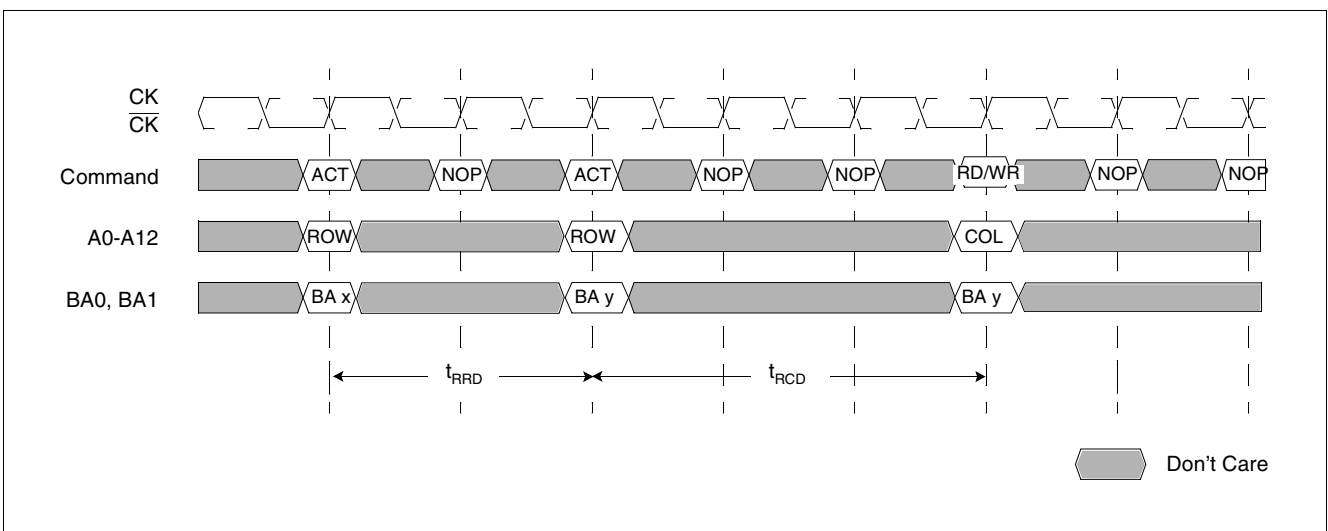 CK
CK
Command ACT NOP ACT NOP NOP RD/WR NOP NOP
A0-A12 ROW ROW COL
BA0, BA1 BA x BA y BA y
tRRD tRCD
Don't Care